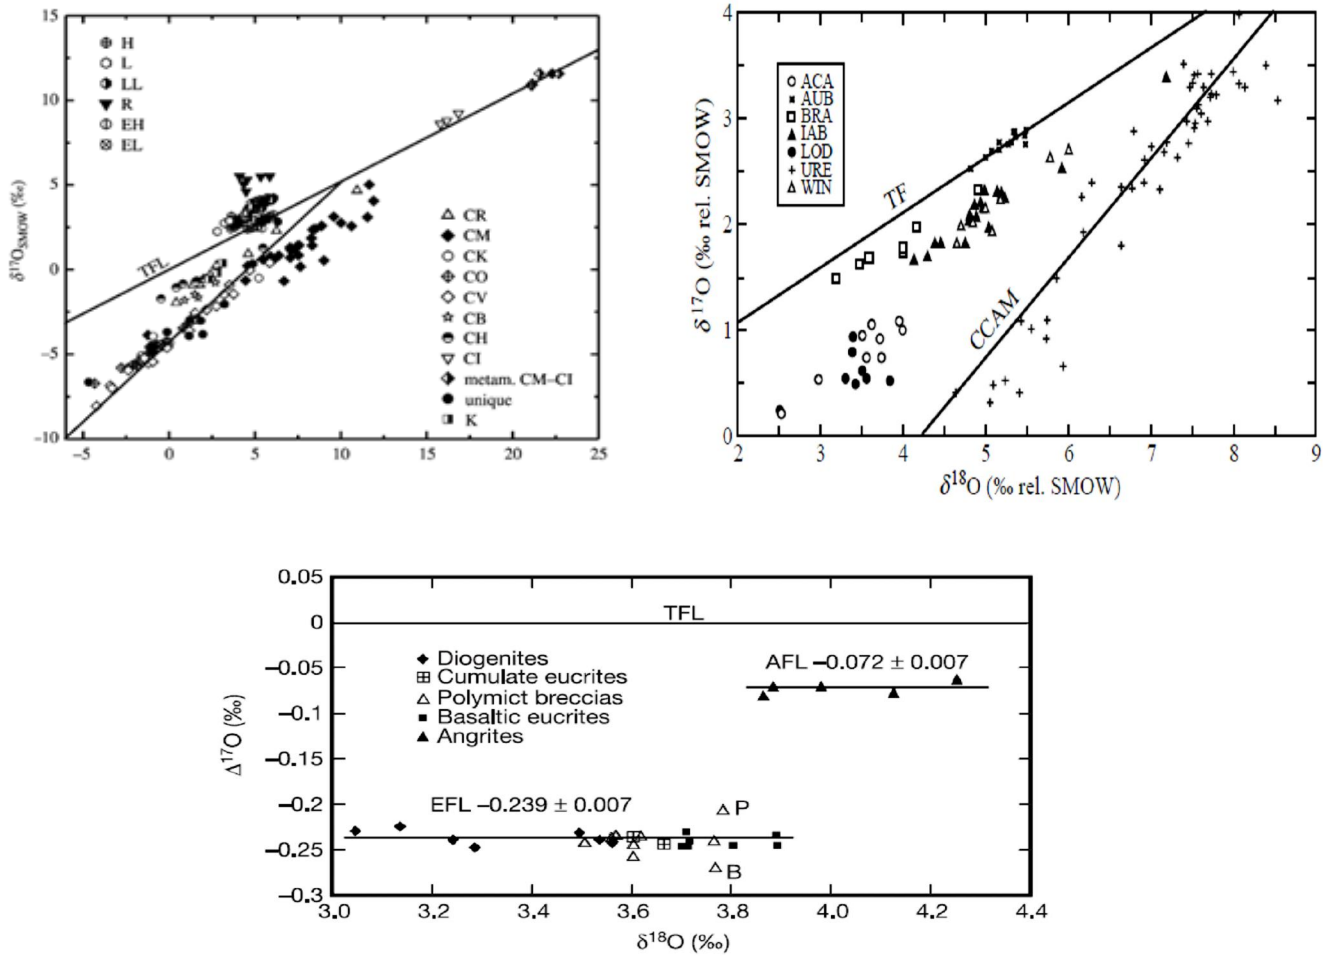 15
10
5
0
−5
−10
δ¹⁷O_SMOW (‰)
H
L
LL
R
EH
EL
TFL
CR
CM
CK
CO
CV
CB
CH
CI
metam. CM–CI
unique
K
−5 0 5 10 15 20 25
4
3
2
1
0
δ¹⁷O (‰ rel. SMOW)
ACA
AUB
BRA
IAB
LOD
URE
WIN
TF
CCAM
2 3 4 5 6 7 8 9
δ¹⁸O (‰ rel. SMOW)
0.05
0
−0.05
−0.1
−0.15
−0.2
−0.25
−0.3
Δ¹⁷O (‰)
TFL
Diogenites
Cumulate eucrites
Polymict breccias
Basaltic eucrites
Angrites
AFL −0.072 ± 0.007
EFL −0.239 ± 0.007
P
B
3.0 3.2 3.4 3.6 3.8 4.0 4.2 4.4
δ¹⁸O (‰)